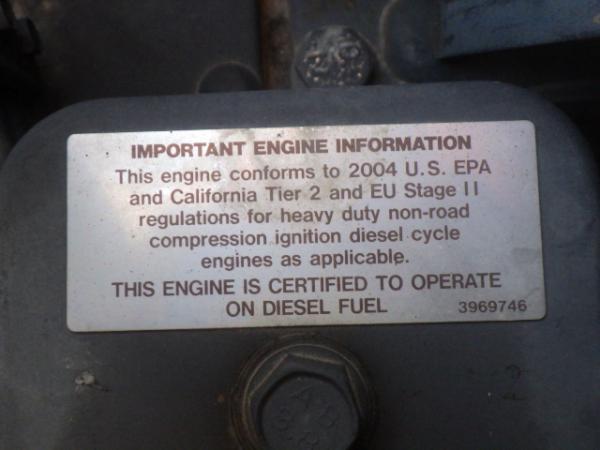 IMPORTANT ENGINE INFORMATION
This engine conforms to 2004 U.S. EPA
and California Tier 2 and EU Stage II
regulations for heavy duty non-road
compression ignition diesel cycle
engines as applicable.
THIS ENGINE IS CERTIFIED TO OPERATE
ON DIESEL FUEL 3969746
8.8